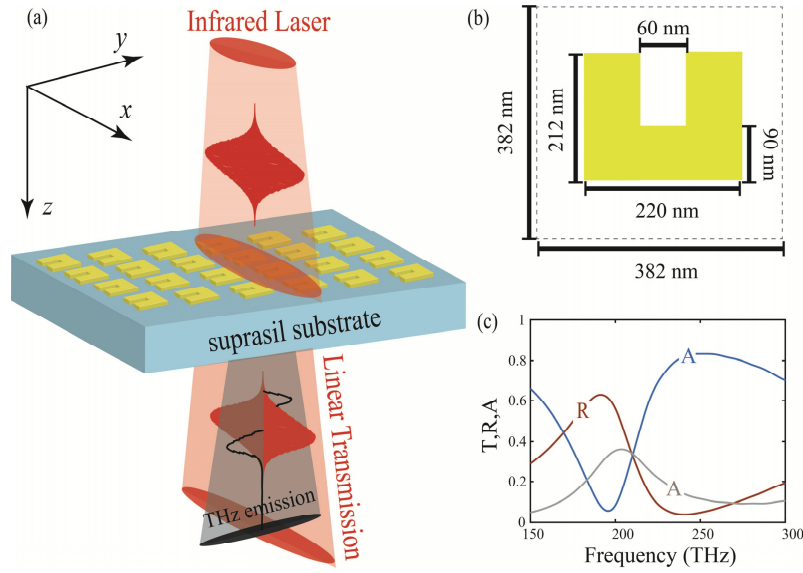 (a)
Infrared Laser
y
x
z
suprasil substrate
Linear Transmission
THz emission
(b)
60 nm
382 nm
212 nm
90 nm
220 nm
382 nm
(c)
1
0.8
0.6
0.4
0.2
0
T,R,A
R
A
A
150
200
250
300
Frequency (THz)